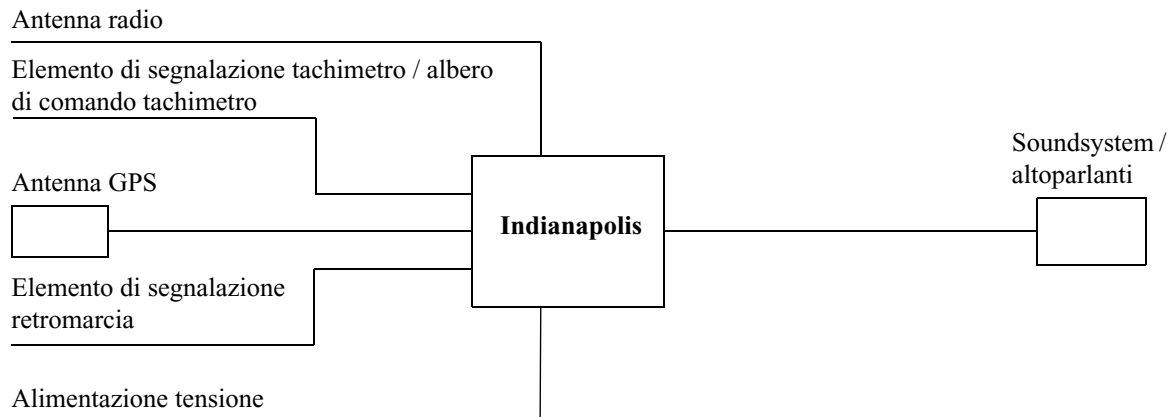 Antenna radio
Elemento di segnalazione tachimetro / albero
di comando tachimetro
Antenna GPS
Indianapolis
Soundsystem /
altoparlanti
Elemento di segnalazione
retromarcia
Alimentazione tensione